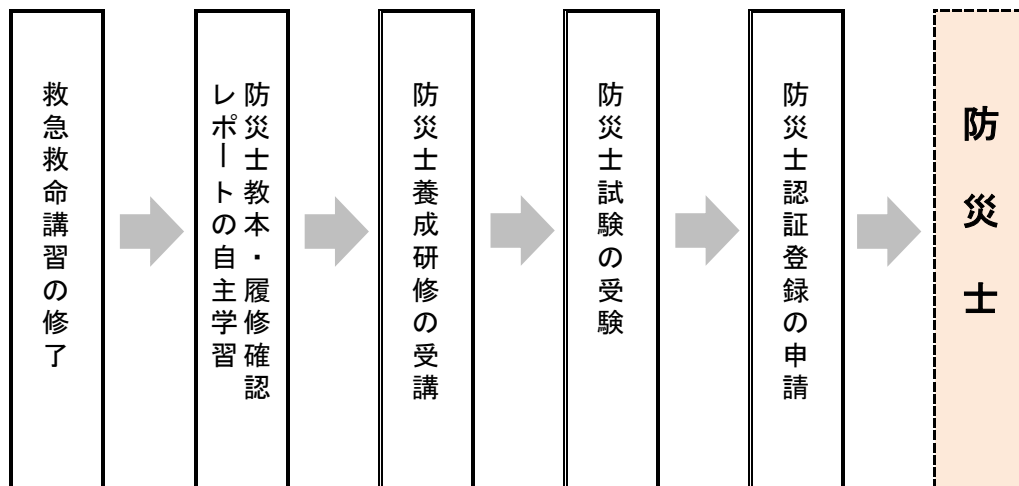 救急救命講習の修了
防災士教本・履修確認
レポートの自主学習
防災士養成研修の受講
防災士試験の受験
防災士認証登録の申請
防災士